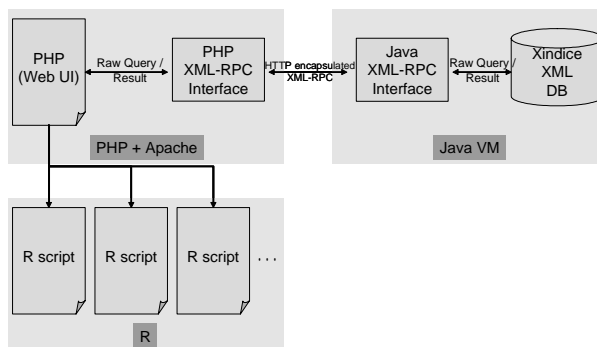 PHP
(Web UI)
Raw Query /
Result
PHP
XML-RPC
Interface
HTTP encapsulated
XML-RPC
Java
XML-RPC
Interface
Raw Query /
Result
Xindice
XML
DB
PHP + Apache
Java VM
R script
R script
R script
...
R